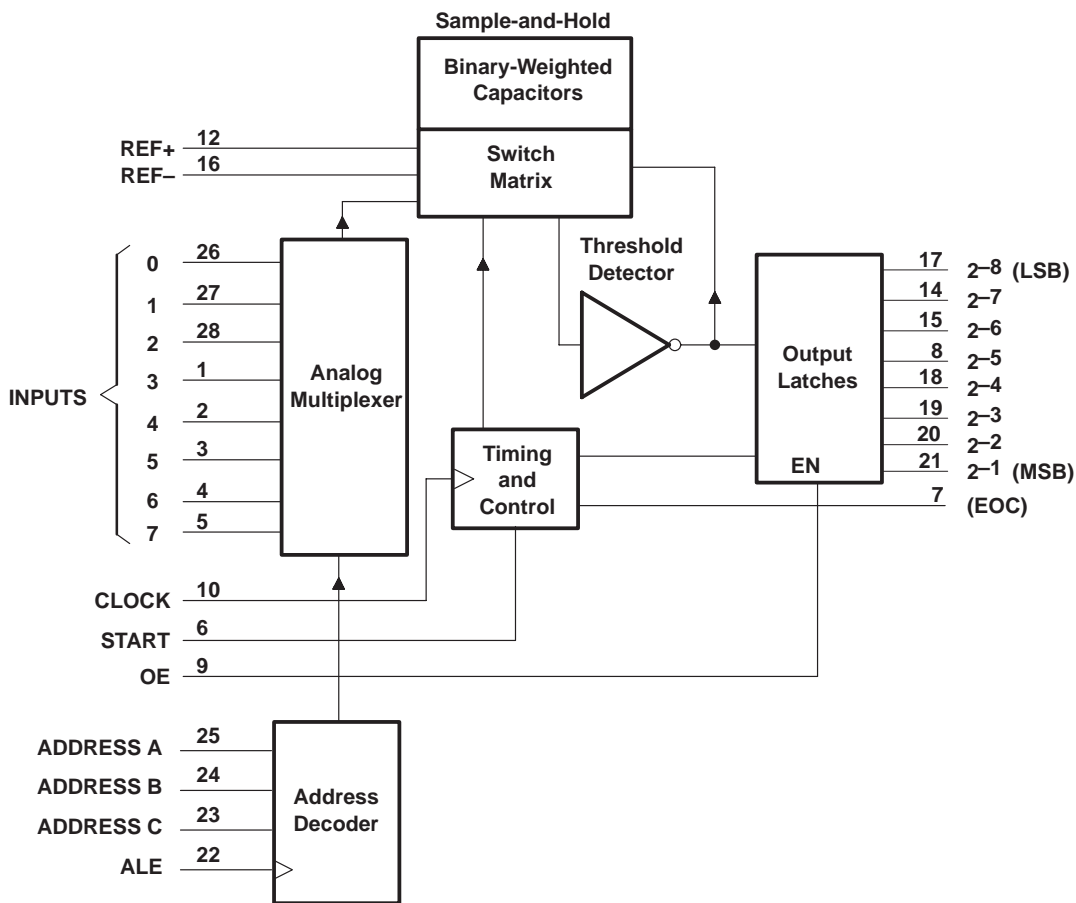 Sample-and-Hold
Binary-Weighted
Capacitors
Switch
Matrix
REF+ 12
REF– 16
INPUTS
0 26
1 27
2 28
3 1
4 2
5 3
6 4
7 5
Analog
Multiplexer
Threshold
Detector
Timing
and
Control
Output
Latches
EN
17 2–8 (LSB)
14 2–7
15 2–6
8 2–5
18 2–4
19 2–3
20 2–2
21 2–1 (MSB)
7 (EOC)
CLOCK 10
START 6
OE 9
ADDRESS A 25
ADDRESS B 24
ADDRESS C 23
ALE 22
Address
Decoder